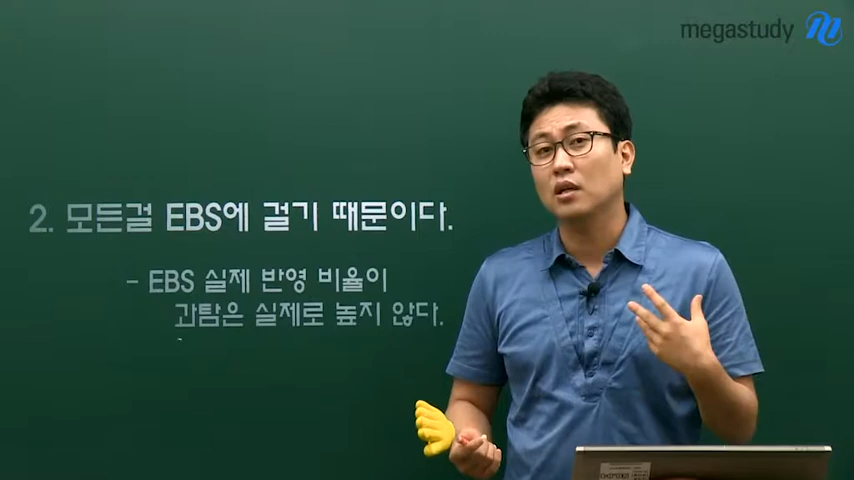 megastudy
2. 모든걸 EBS에 걸기 때문이다.
- EBS 실제 반영 비율이
과탐은 실제로 높지 않다.